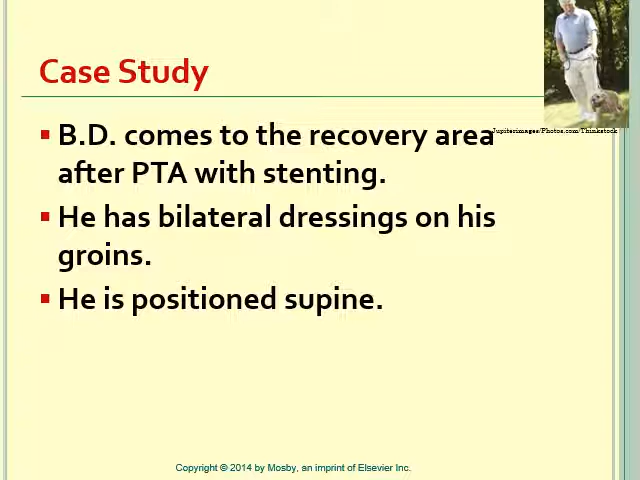 Case Study
B.D. comes to the recovery area
Jupiterimages/Photos.com/Thinkstock
after PTA with stenting.
He has bilateral dressings on his
groins.
He is positioned supine.
Copyright © 2014 by Mosby, an imprint of Elsevier Inc.